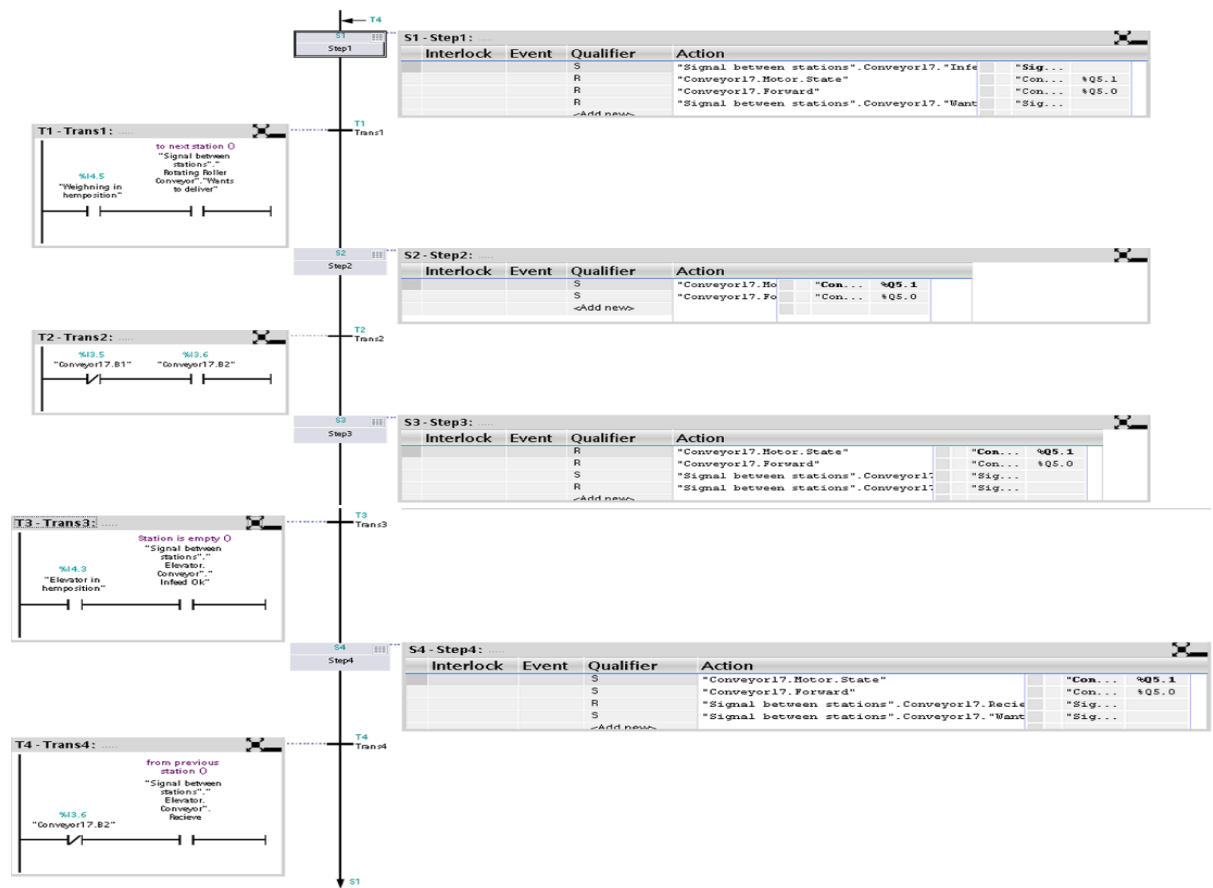 T4
S1
Step1
S1 - Step1: .....
Interlock Event Qualifier Action
S "Signal between stations".Conveyor17."Infe "Sig...
R "Conveyor17.Motor.State" "Con... %Q5.1
R "Conveyor17.Forward" "Con... %Q5.0
R "Signal between stations".Conveyor17."Want "Sig...
<Add new>
T1 - Trans1: .....
T1
Trans1
to next station ()
"Signal between
stations"."
Rotating Roller
Conveyor"."Wants
to deliver"
%I4.5
"Weighning in
hemposition"
S2
Step2
S2 - Step2: .....
Interlock Event Qualifier Action
S "Conveyor17.Mo "Con... %Q5.1
S "Conveyor17.Fo "Con... %Q5.0
<Add new>
T2 - Trans2: .....
T2
Trans2
%I3.5 %I3.6
"Conveyor17.B1" "Conveyor17.B2"
S3
Step3
S3 - Step3: .....
Interlock Event Qualifier Action
R "Conveyor17.Motor.State" "Con... %Q5.1
R "Conveyor17.Forward" "Con... %Q5.0
S "Signal between stations".Conveyor17 "Sig...
R "Signal between stations".Conveyor17 "Sig...
<Add new>
T3 - Trans3: .....
T3
Trans3
Station is empty ()
"Signal between
stations"."
Elevator.
Conveyor"."
Infeed Ok"
%I4.3
"Elevator in
hemposition"
S4
Step4
S4 - Step4: .....
Interlock Event Qualifier Action
S "Conveyor17.Motor.State" "Con... %Q5.1
S "Conveyor17.Forward" "Con... %Q5.0
R "Signal between stations".Conveyor17.Recie "Sig...
S "Signal between stations".Conveyor17."Want "Sig...
<Add new>
T4 - Trans4: .....
T4
Trans4
from previous
station ()
"Signal between
stations"."
Elevator.
Conveyor".
Recieve
%I3.6
"Conveyor17.B2"
S1